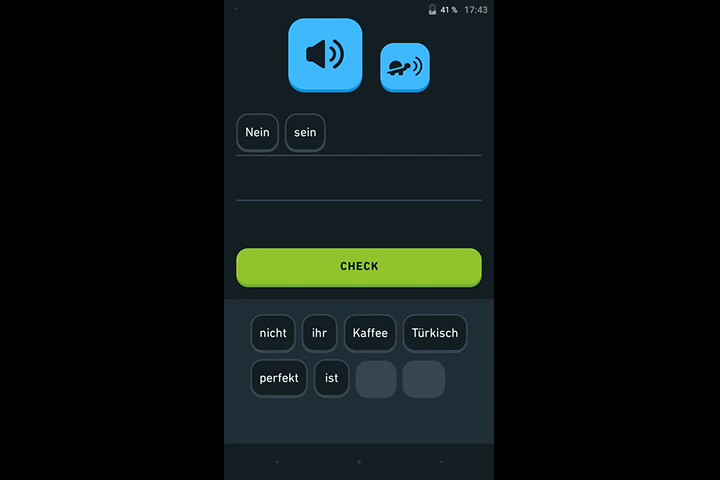 41 % 17:43
Nein sein
CHECK
nicht ihr Kaffee Türkisch
perfekt ist